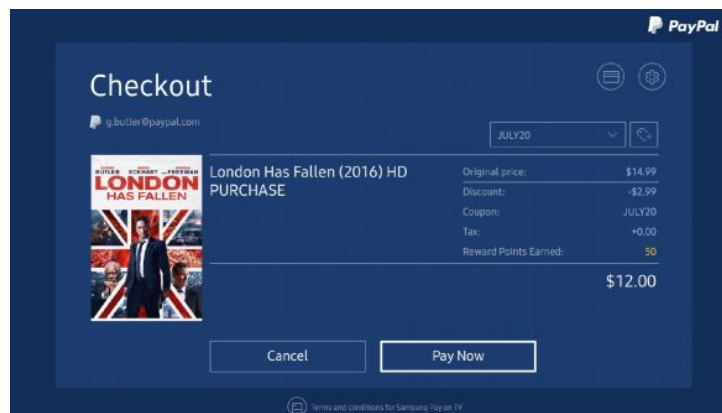 PayPal
Checkout
g.butler@paypal.com
JULY20
BUTLER ECKHART FREEMAN
LONDON
HAS FALLEN
London Has Fallen (2016) HD
PURCHASE
Original price: $14.99
Discount: -$2.99
Coupon: JULY20
Tax: +0.00
Reward Points Earned: 50
$12.00
Cancel
Pay Now
Terms and conditions for Samsung Pay on TV